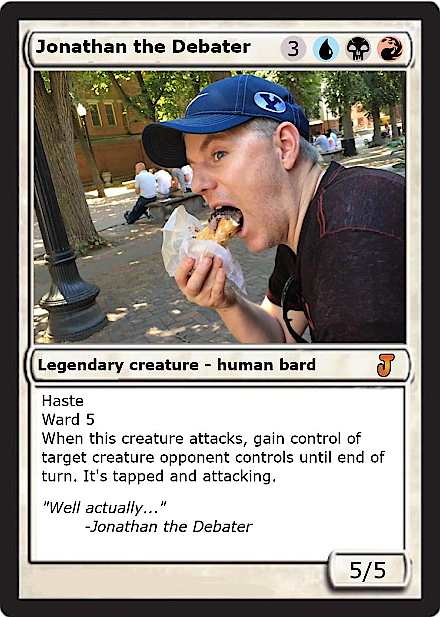 Jonathan the Debater 3
Y
Legendary creature - human bard J
Haste
Ward 5
When this creature attacks, gain control of
target creature opponent controls until end of
turn. It's tapped and attacking.
"Well actually..."
-Jonathan the Debater
5/5